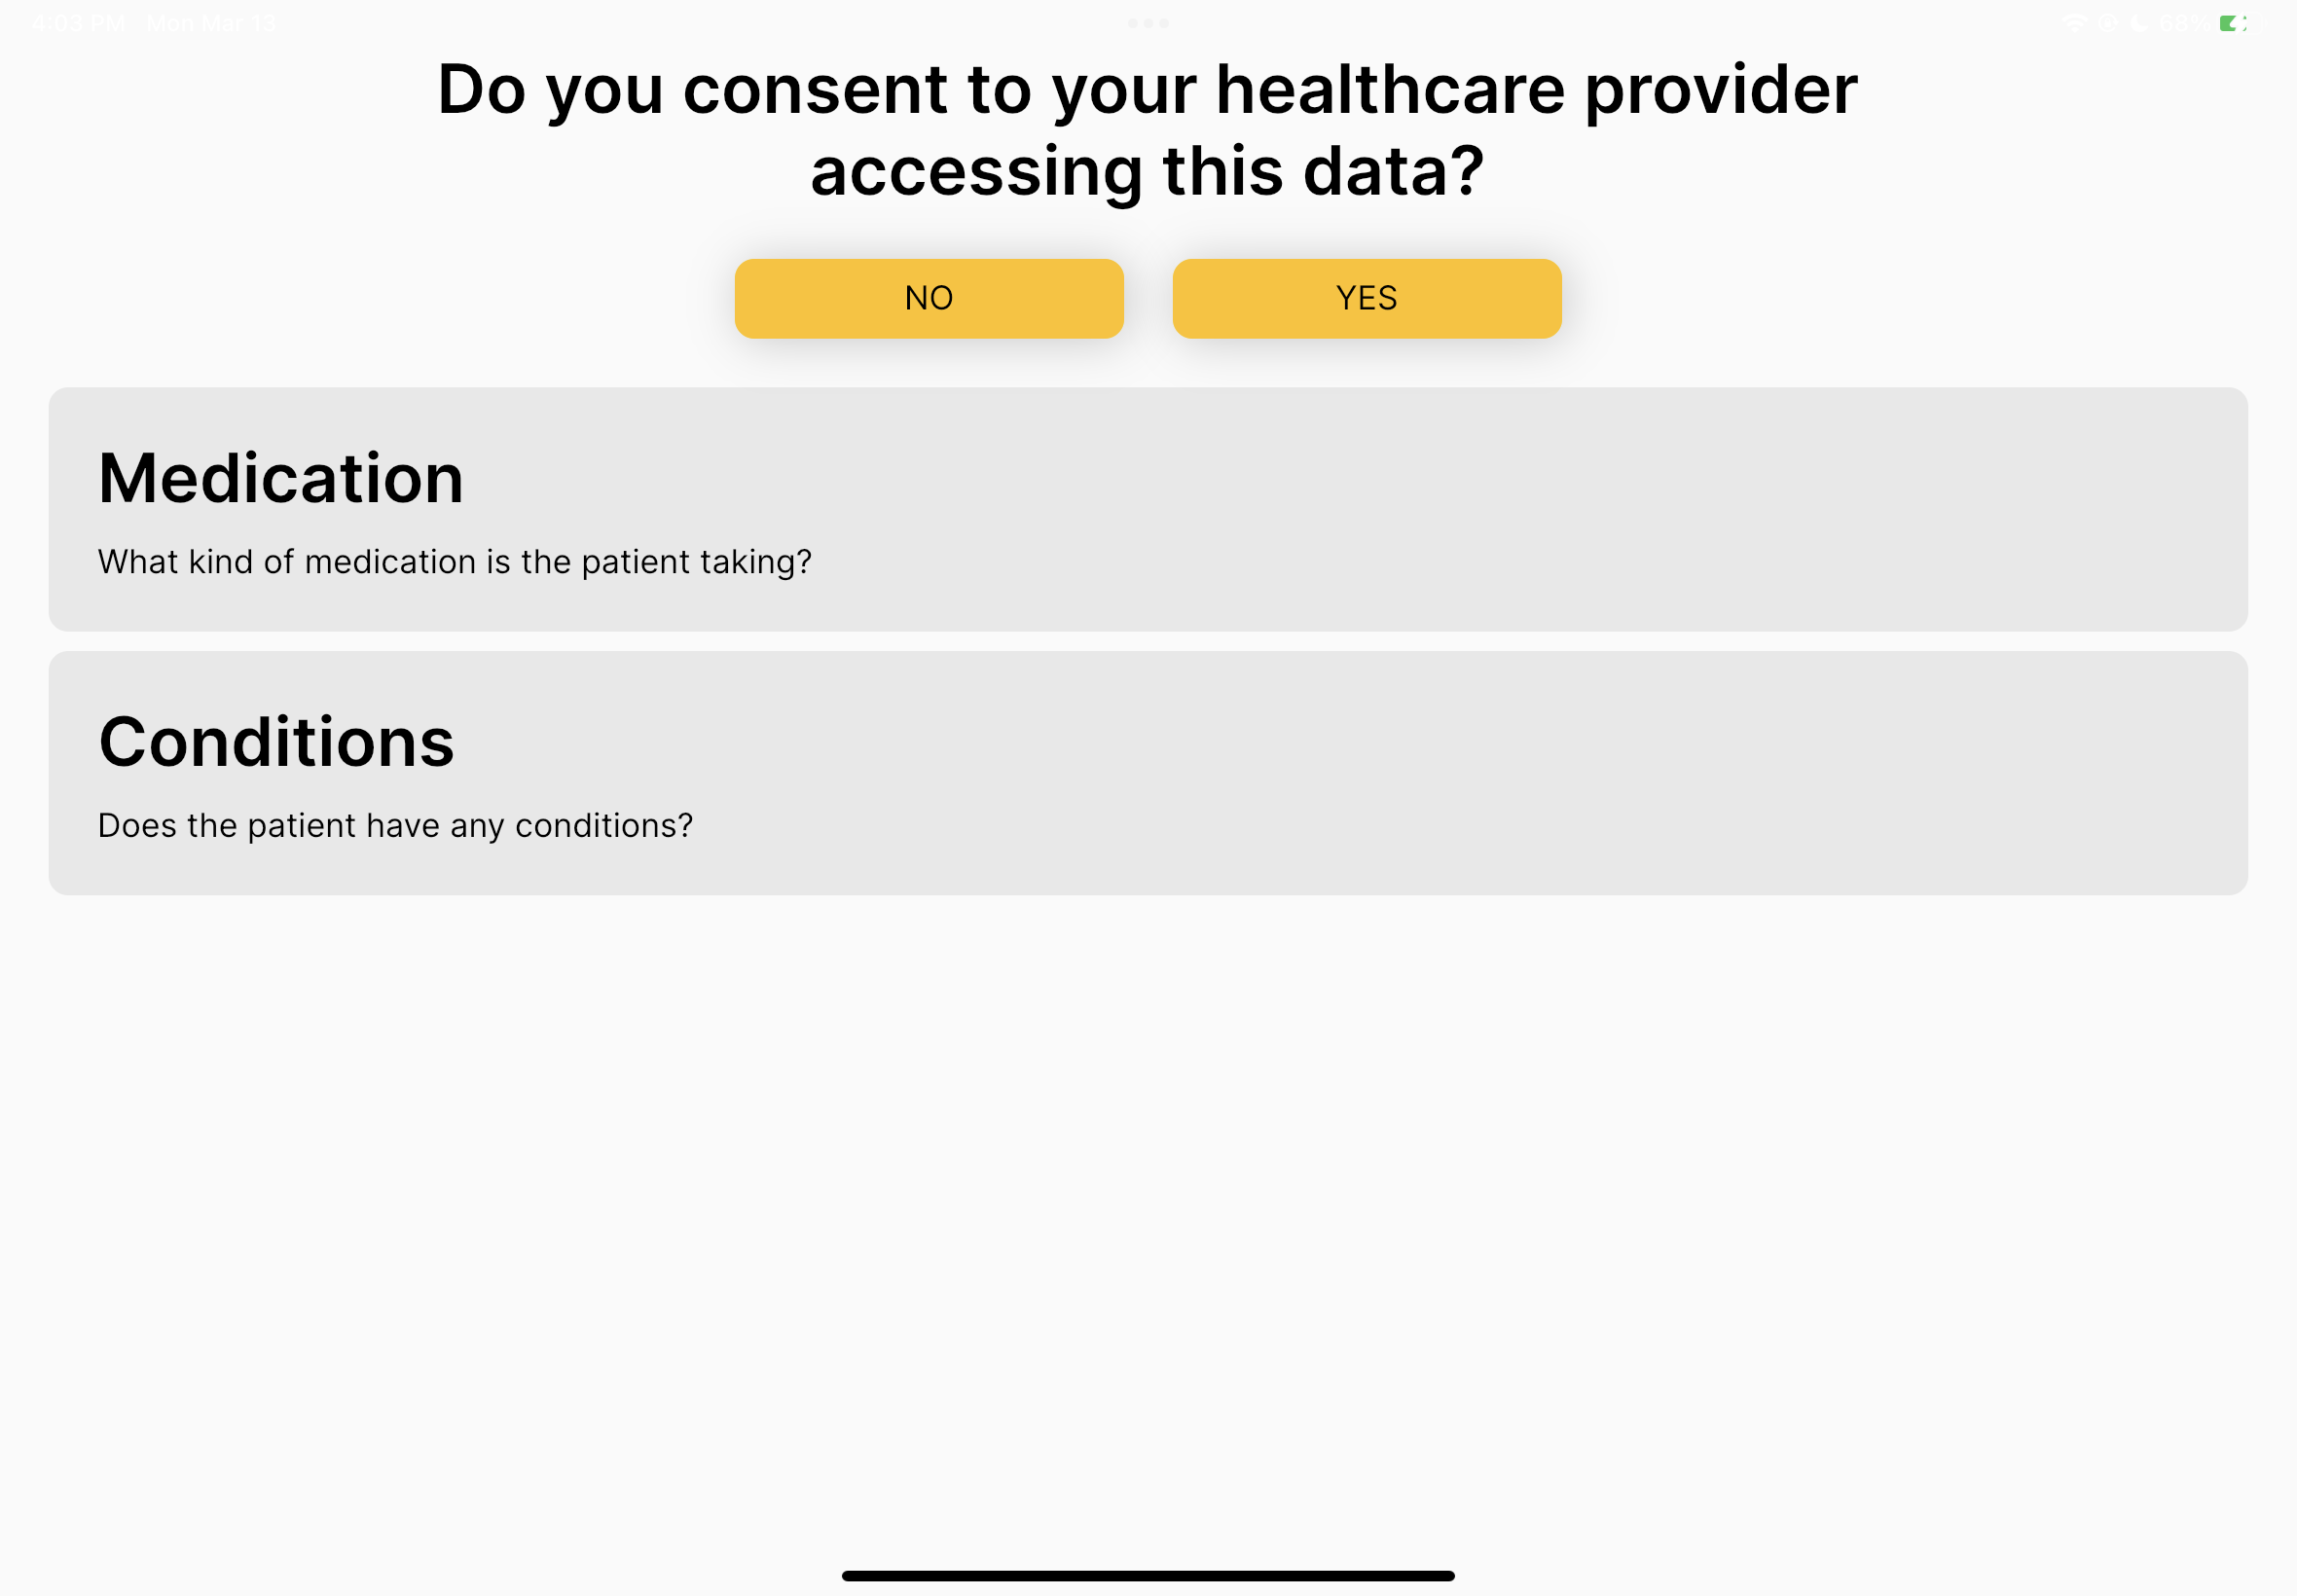 4:03 PM Mon Mar 13
68%
Do you consent to your healthcare provider
accessing this data?
NO
YES
Medication
What kind of medication is the patient taking?
Conditions
Does the patient have any conditions?